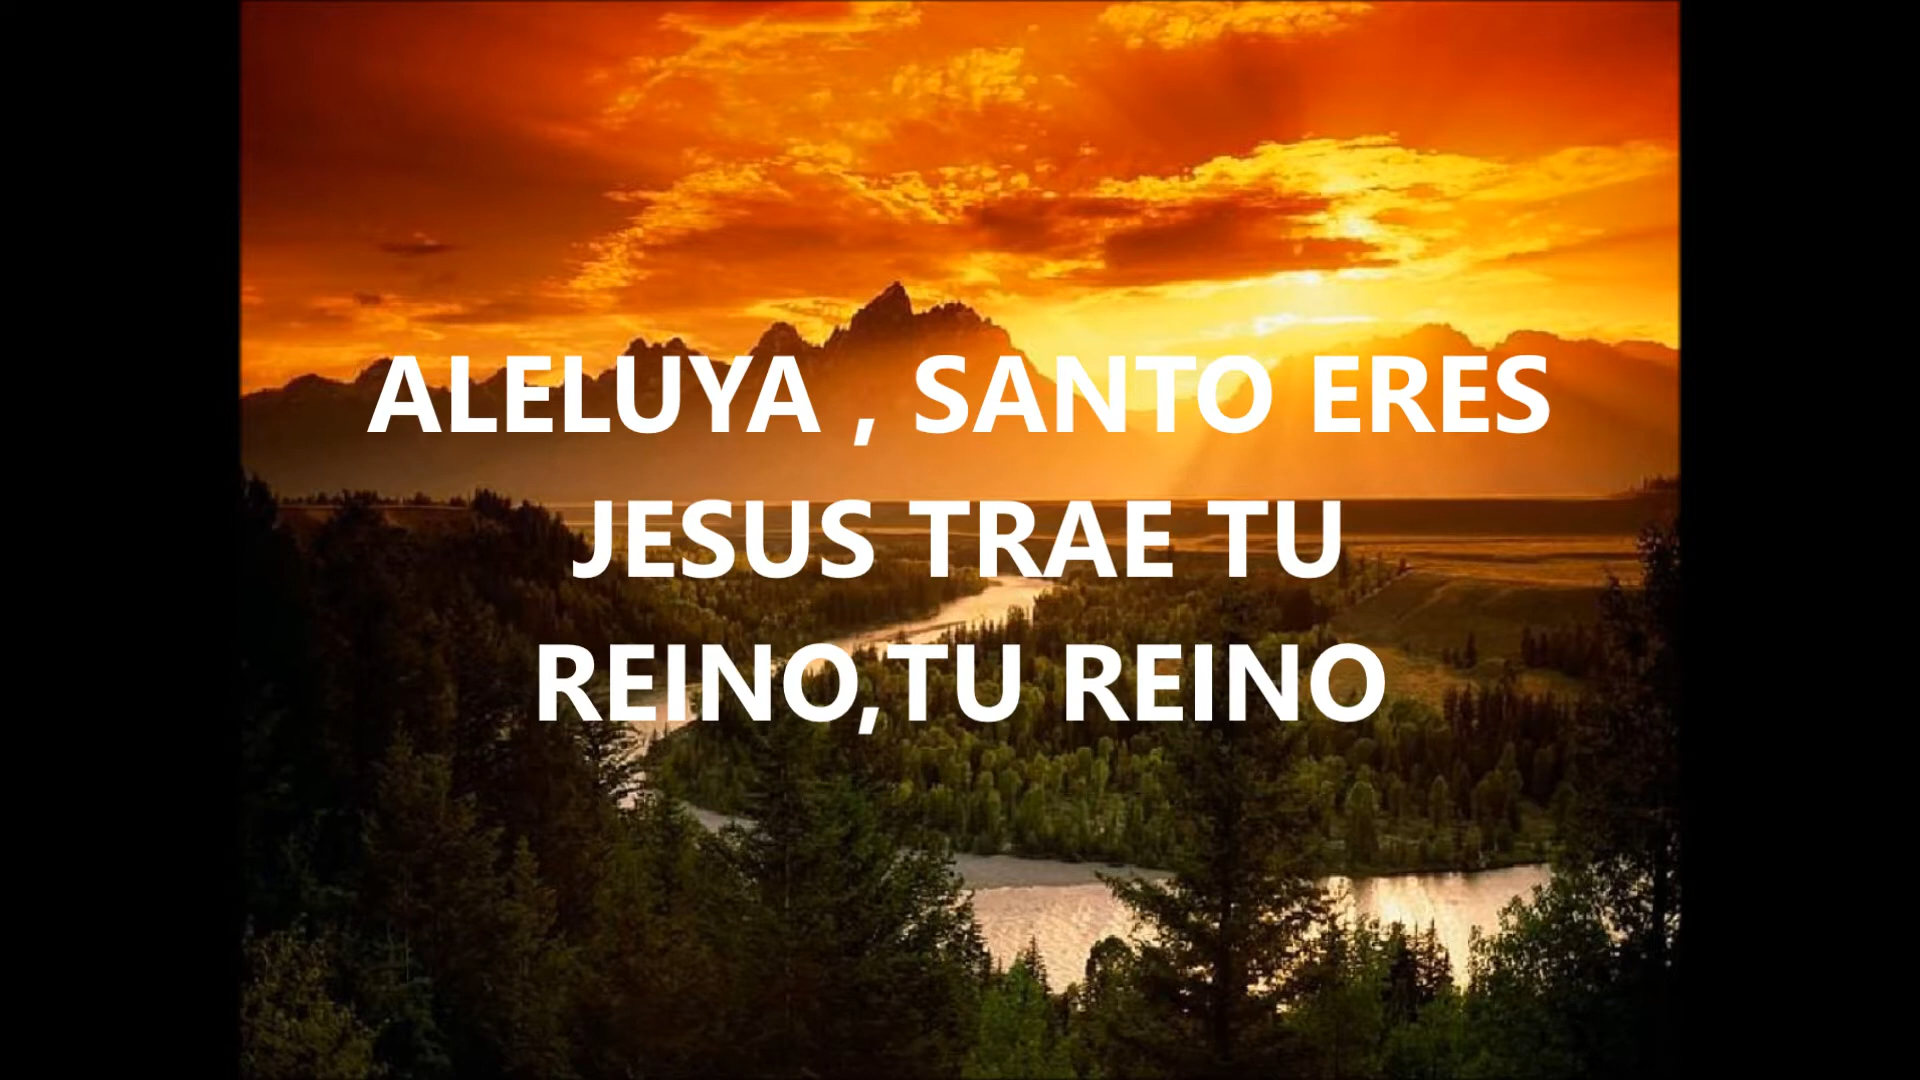 ALELUYA , SANTO ERES
JESUS TRAE TU
REINO,TU REINO